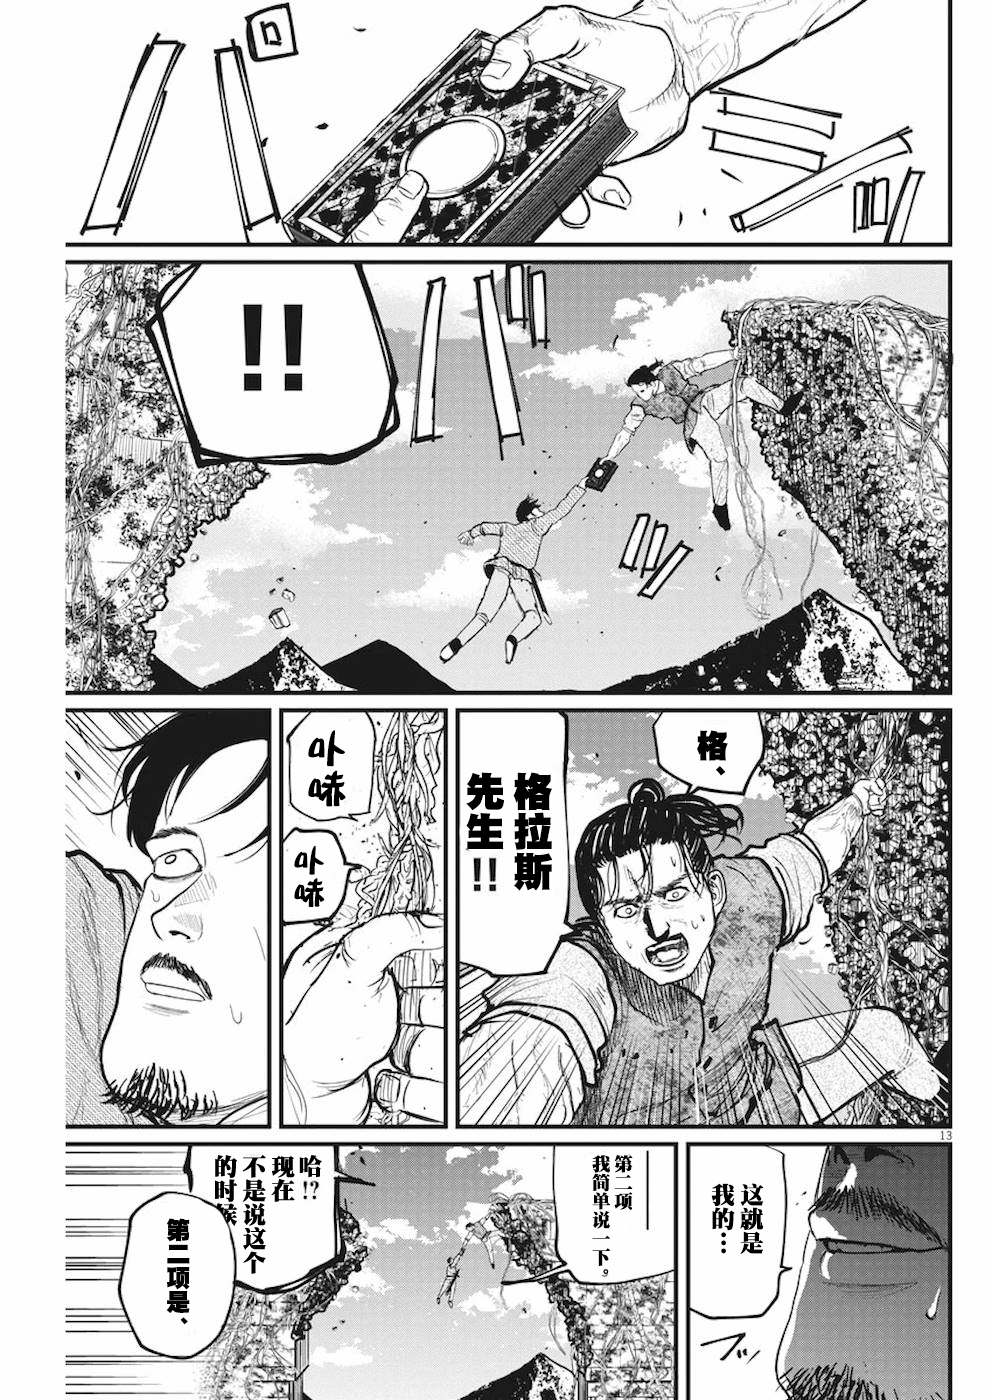 !!
格、
格拉斯
先生!!
卟哧
卟哧
13
这就是
我的…
第二项
我简单说一下。
哈!?
现在
不是说这个
的时候
第二项是、